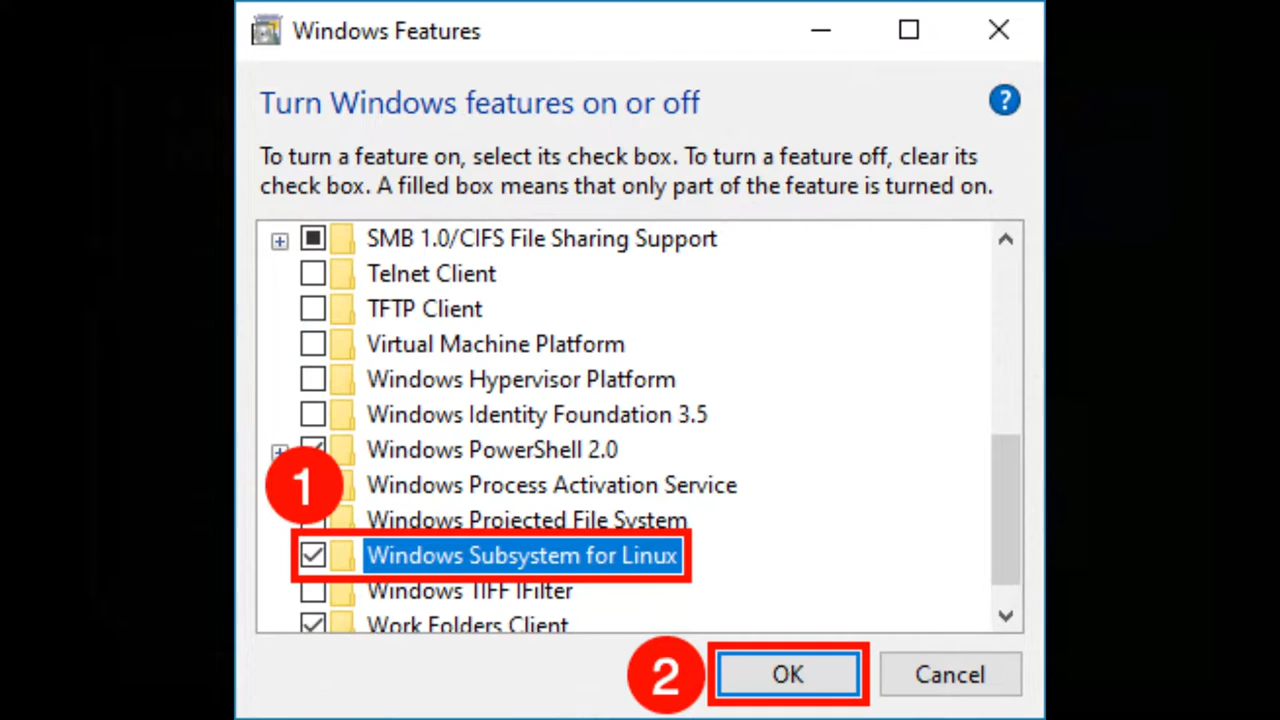 Windows Features
Turn Windows features on or off
?
To turn a feature on, select its check box. To turn a feature off, clear its
check box. A filled box means that only part of the feature is turned on.
SMB 1.0/CIFS File Sharing Support
Telnet Client
TFTP Client
Virtual Machine Platform
Windows Hypervisor Platform
Windows Identity Foundation 3.5
Windows PowerShell 2.0
1
Windows Process Activation Service
Windows Projected File System
Windows Subsystem for Linux
Windows TIFF IFilter
Work Folders Client
2
OK
Cancel